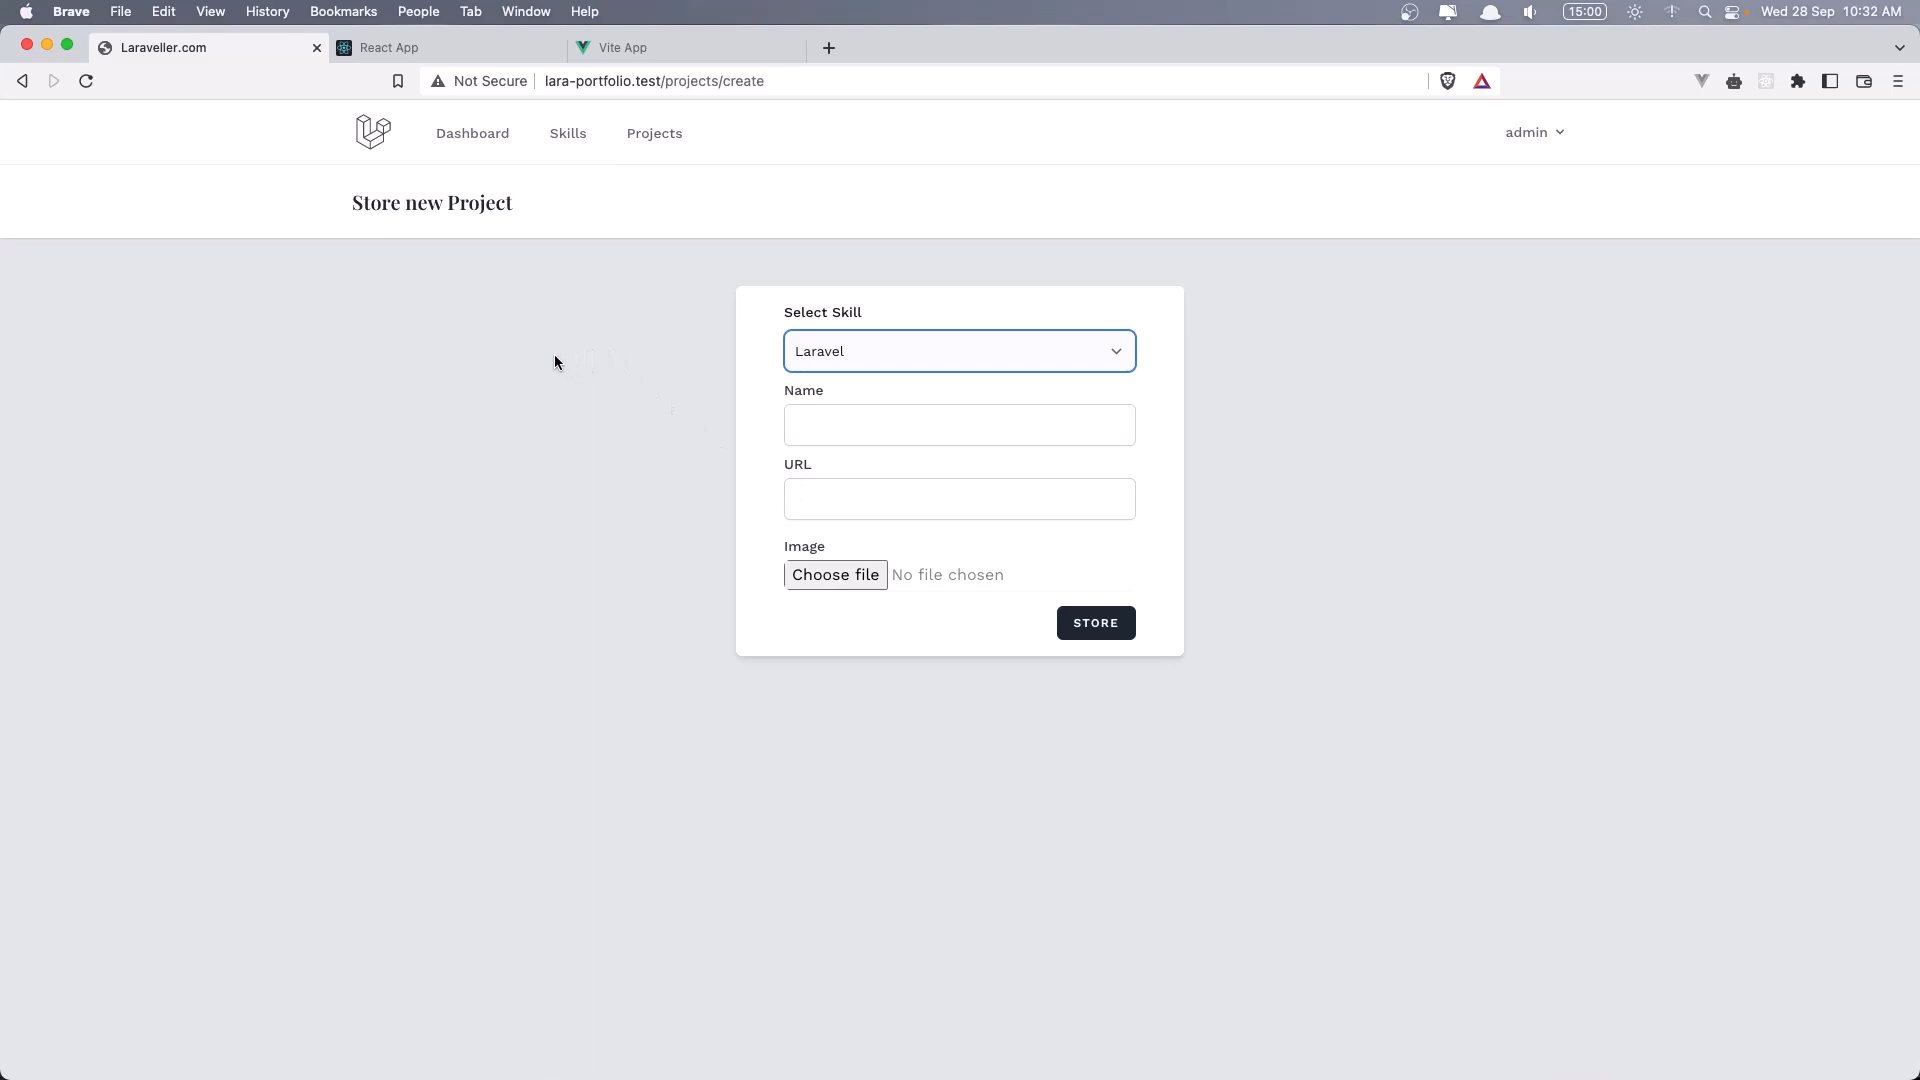 Brave File Edit View History Bookmarks People Tab Window Help 15:00 Wed 28 Sep 10:32 AM
Laraveller.com React App Vite App
Not Secure lara-portfolio.test/projects/create
Dashboard Skills Projects admin
Store new Project
Select Skill
Laravel
Name
URL
Image
Choose file No file chosen
STORE